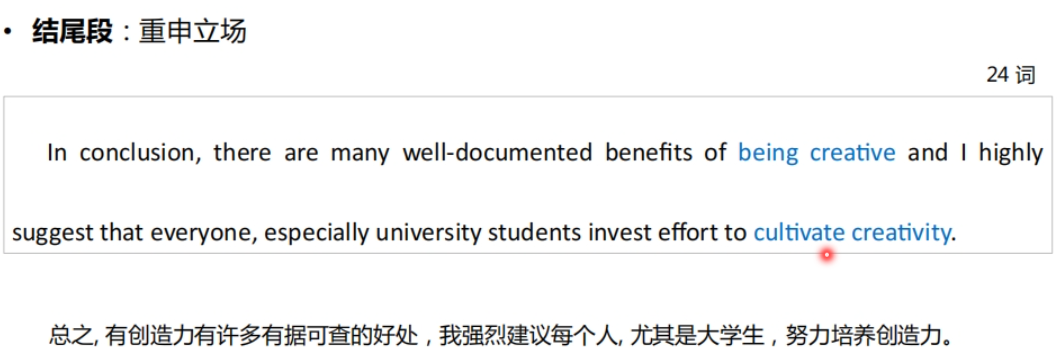 • 结尾段：重申立场
24 词
In conclusion, there are many well-documented benefits of being creative and I highly
suggest that everyone, especially university students invest effort to cultivate creativity.
总之, 有创造力有许多有据可查的好处，我强烈建议每个人, 尤其是大学生，努力培养创造力。